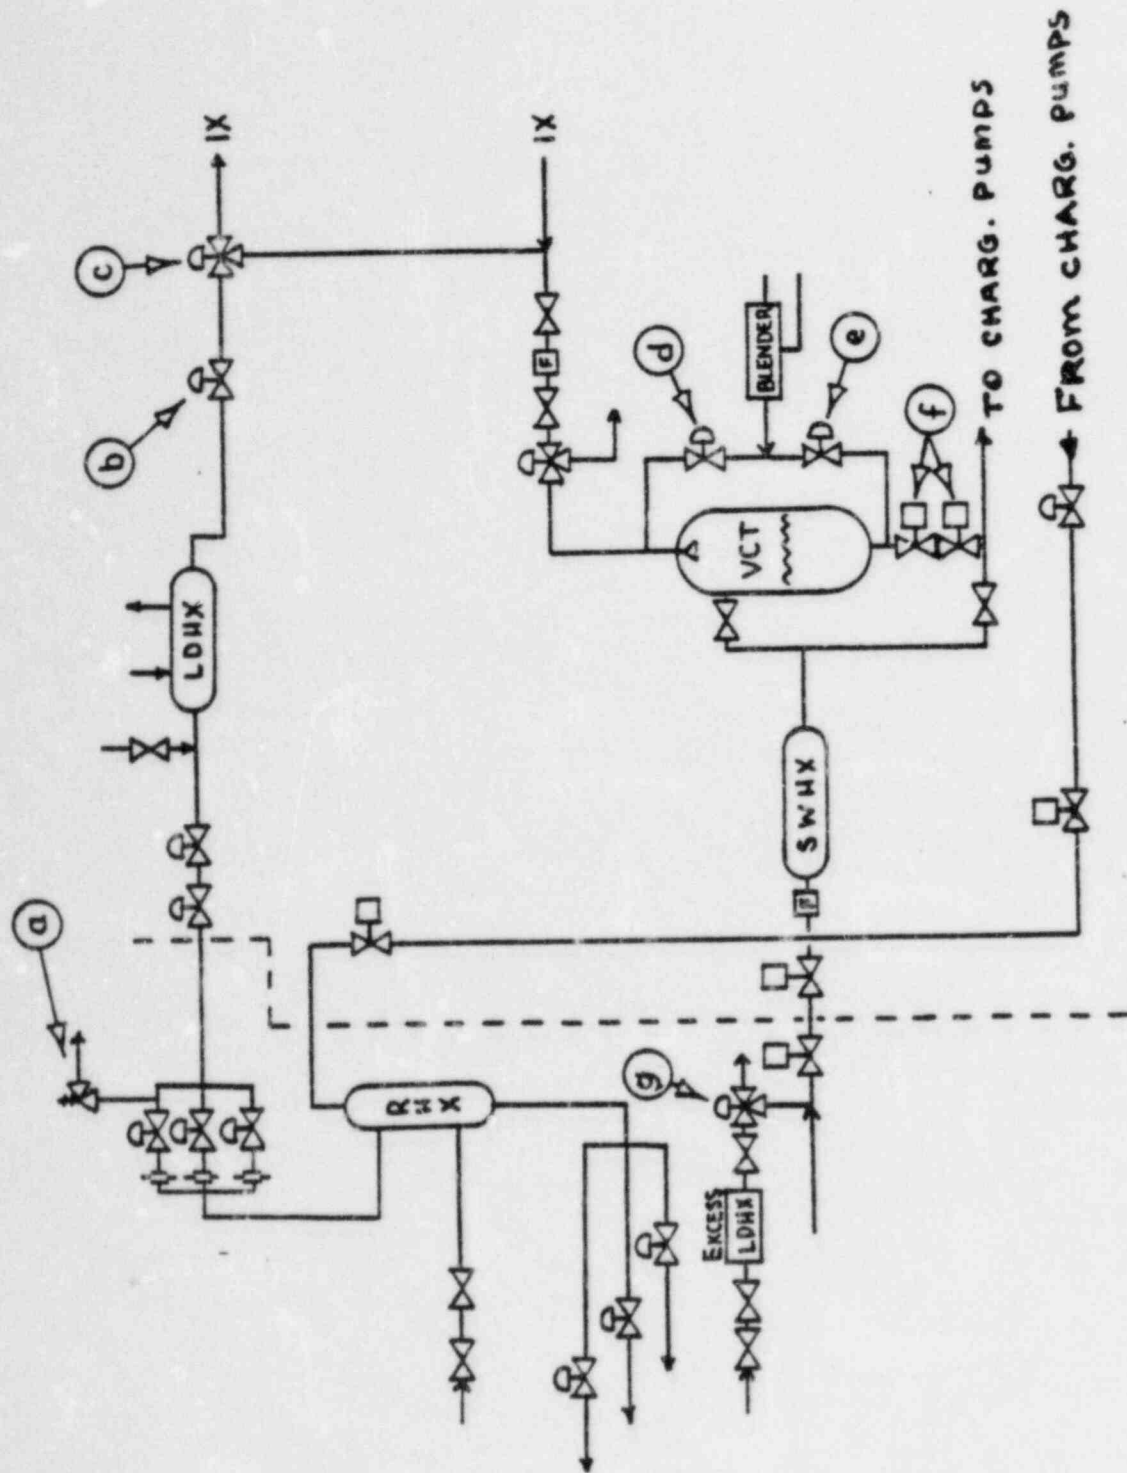 a
b
c
IX
IX
LDHX
F
d
BLENDER
e
VCT
f
TO CHARG. PUMPS
FROM CHARG. PUMPS
SWHX
F
RHX
g
EXCESS
LDHX